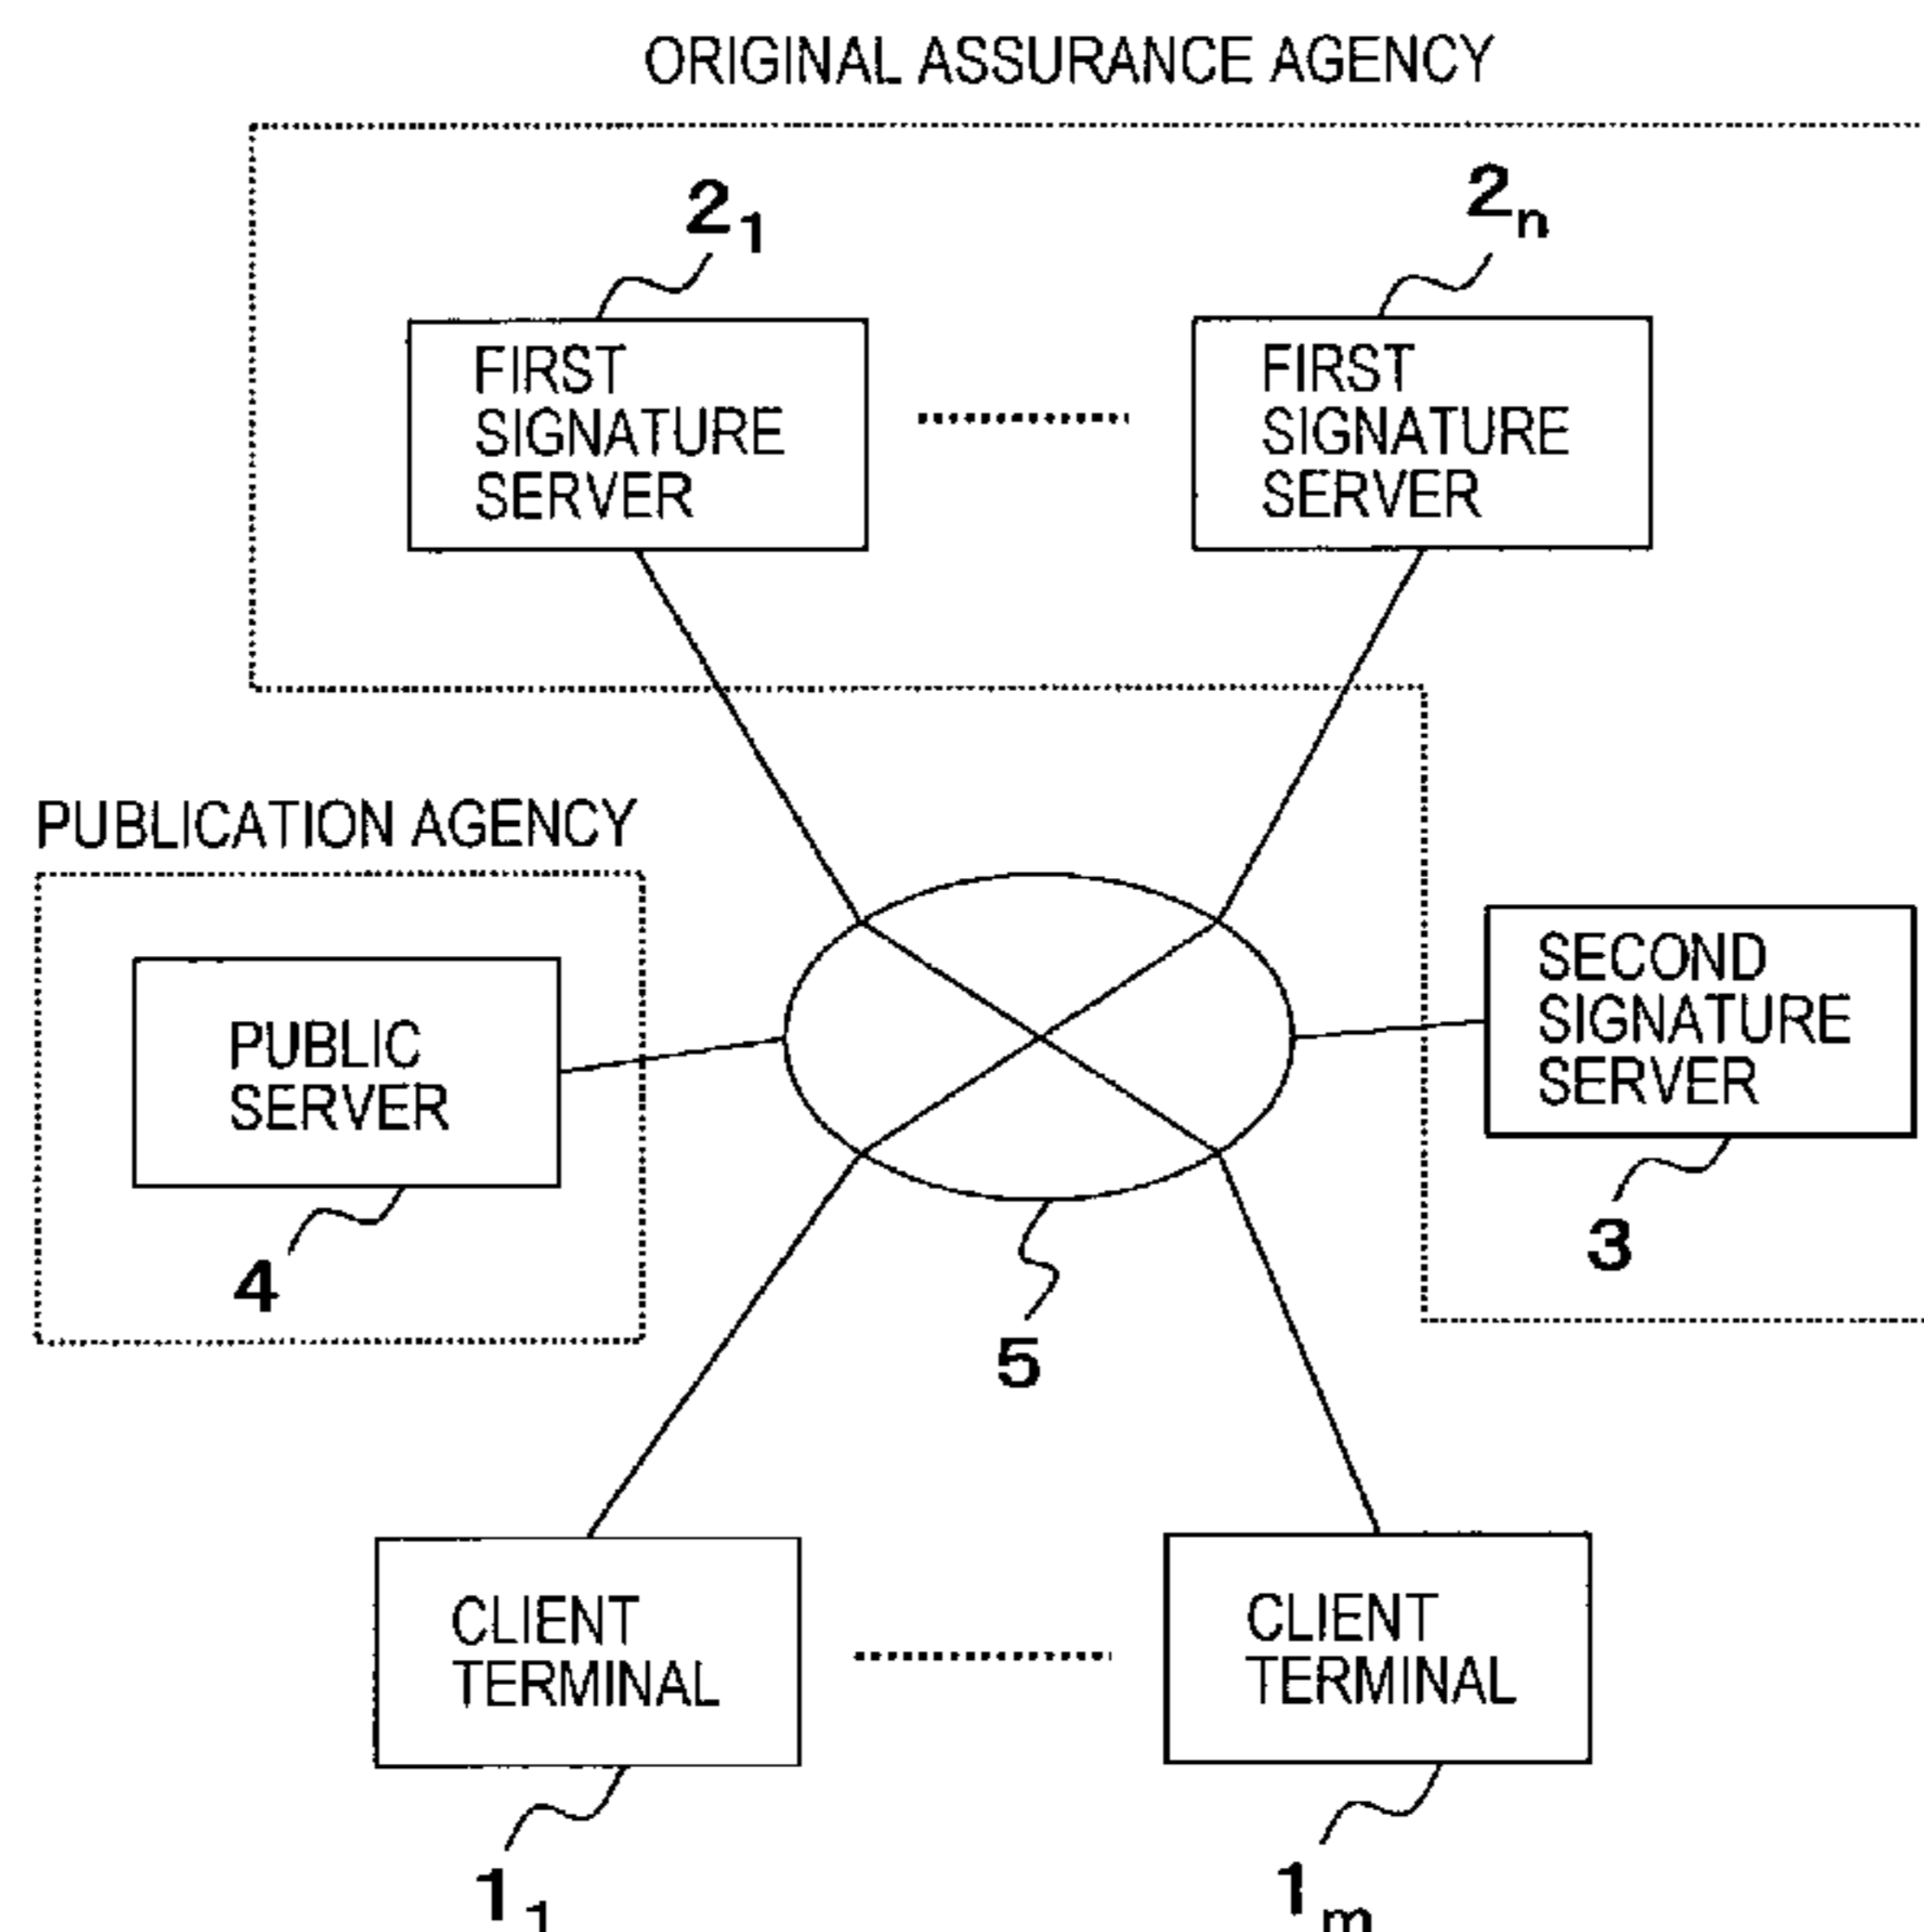 ORIGINAL ASSURANCE AGENCY
2₁
2ₙ
FIRST
SIGNATURE
SERVER
FIRST
SIGNATURE
SERVER
PUBLICATION AGENCY
PUBLIC
SERVER
4
SECOND
SIGNATURE
SERVER
3
5
CLIENT
TERMINAL
CLIENT
TERMINAL
1₁
1ₘ